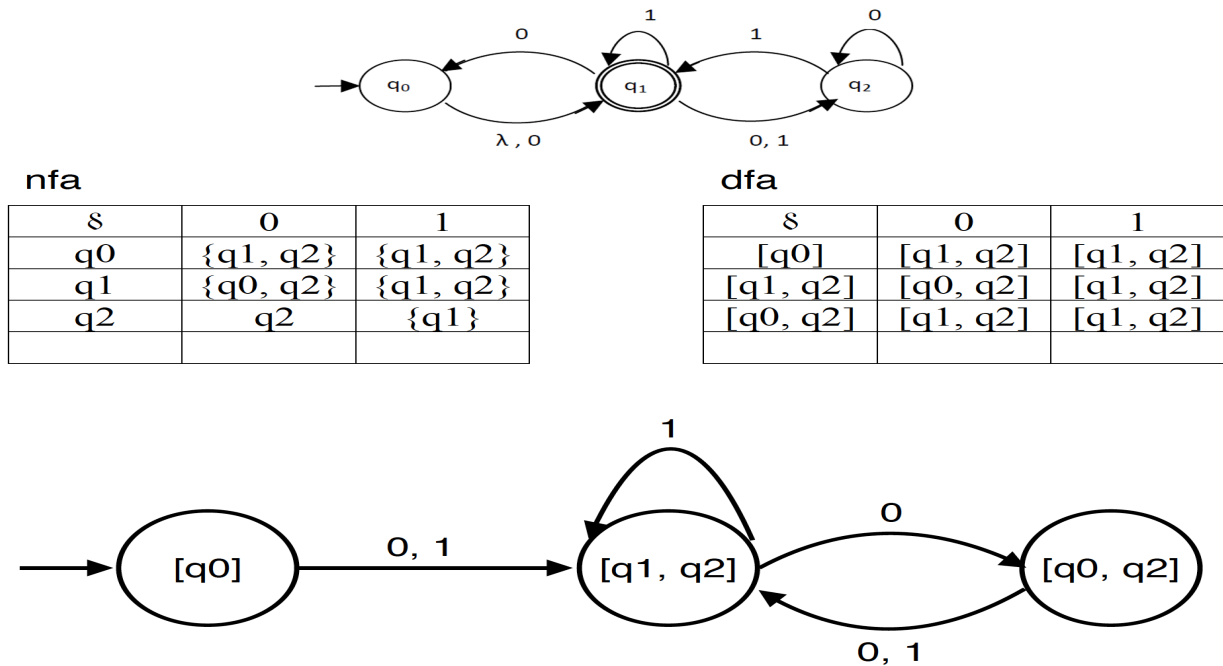 0 1 1 0
q0 q1 q2
λ , 0 0, 1
nfa dfa
δ 0 1
q0 {q1, q2} {q1, q2}
q1 {q0, q2} {q1, q2}
q2 q2 {q1}
δ 0 1
[q0] [q1, q2] [q1, q2]
[q1, q2] [q0, q2] [q1, q2]
[q0, q2] [q1, q2] [q1, q2]
1
0, 1 0
[q0] [q1, q2] [q0, q2]
0, 1